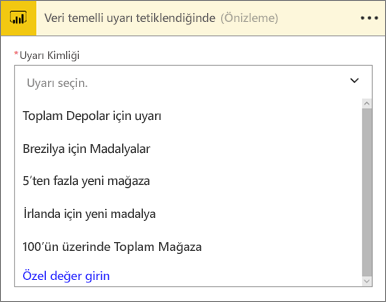 Veri temelli uyarı tetiklendiğinde (Önizleme)
*Uyarı Kimliği
Uyarı seçin.
Toplam Depolar için uyarı
Brezilya için Madalyalar
5’ten fazla yeni mağaza
İrlanda için yeni madalya
100’ün üzerinde Toplam Mağaza
Özel değer girin